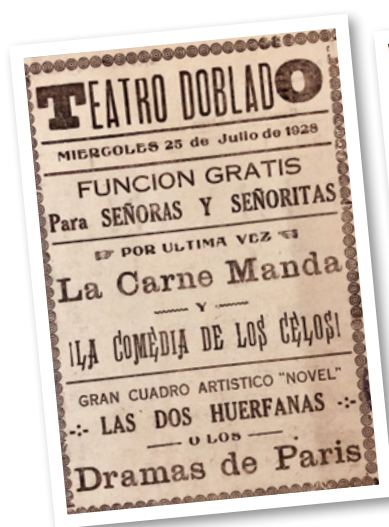 TEATRO DOBLADO
MIERCOLES 25 de Julio de 1928
FUNCION GRATIS
Para SEÑORAS Y SEÑORITAS
☞ POR ULTIMA VEZ ☜
La Carne Manda
Y
¡LA COMEDIA DE LOS CELOS!
GRAN CUADRO ARTISTICO "NOVEL"
-:- LAS DOS HUERFANAS -:-
O LOS
Dramas de Paris